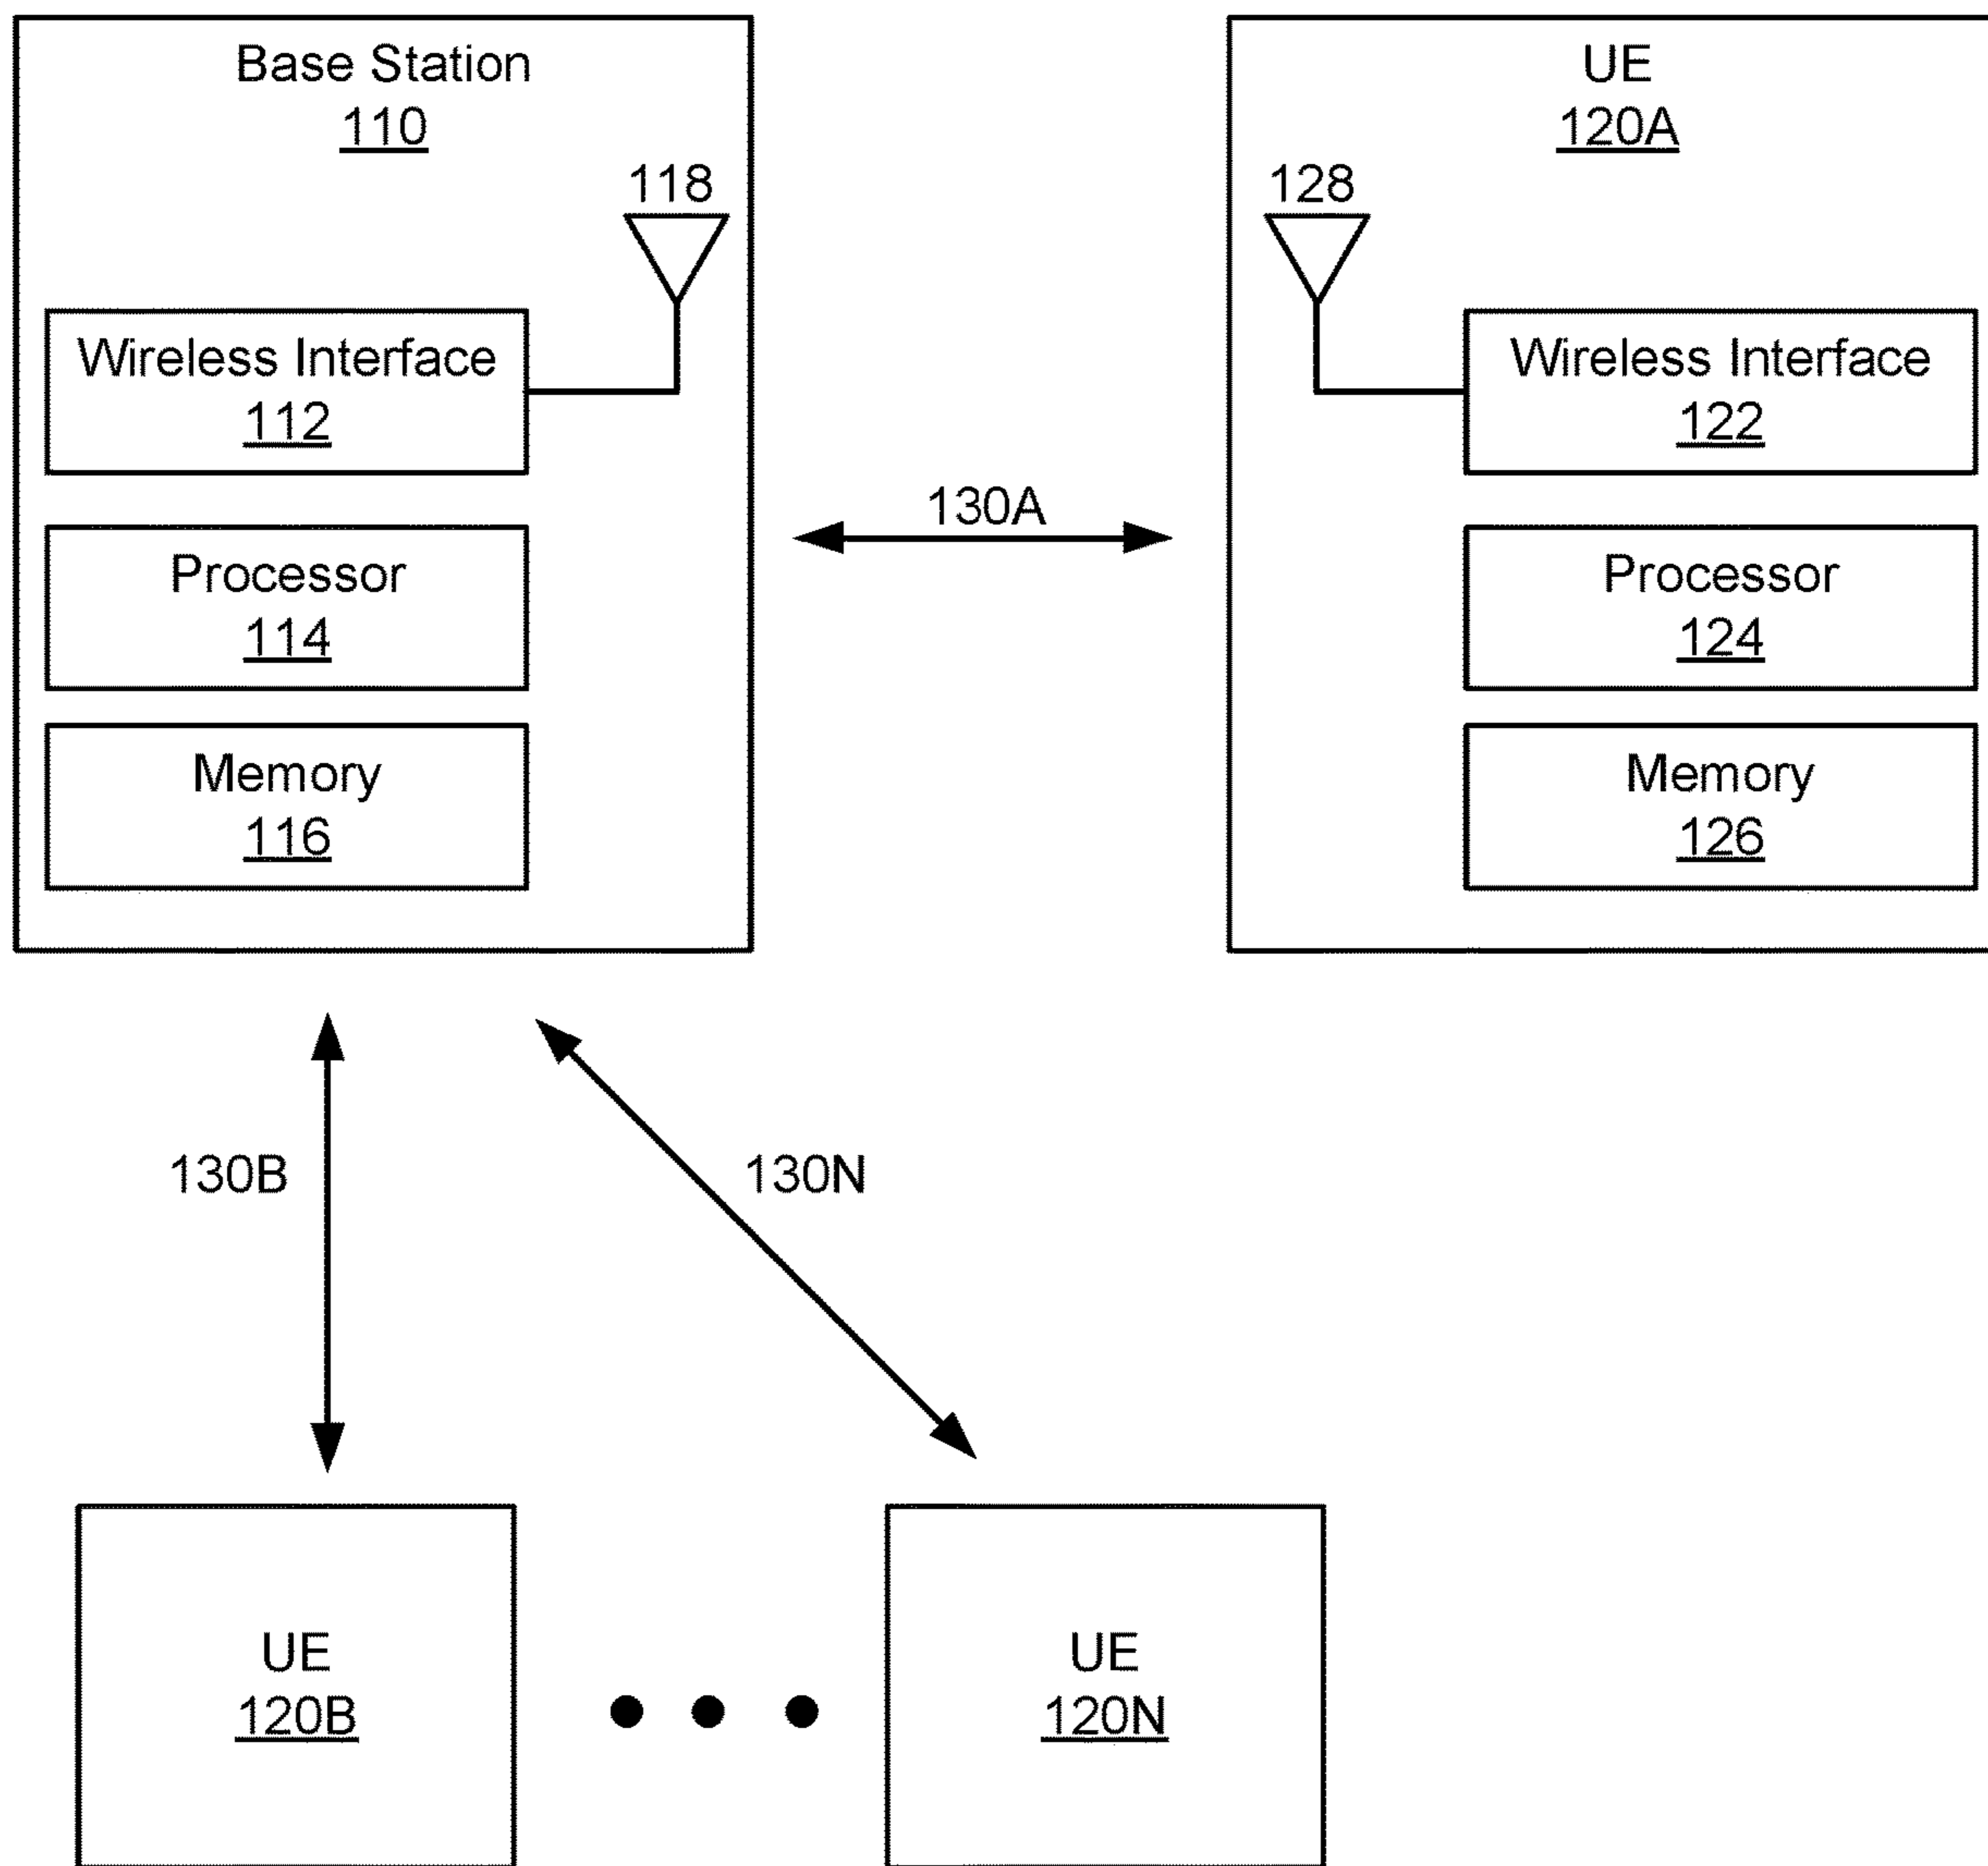 Base Station
110
118
Wireless Interface
112
Processor
114
Memory
116
130A
UE
120A
128
Wireless Interface
122
Processor
124
Memory
126
130B
130N
UE
120B
UE
120N